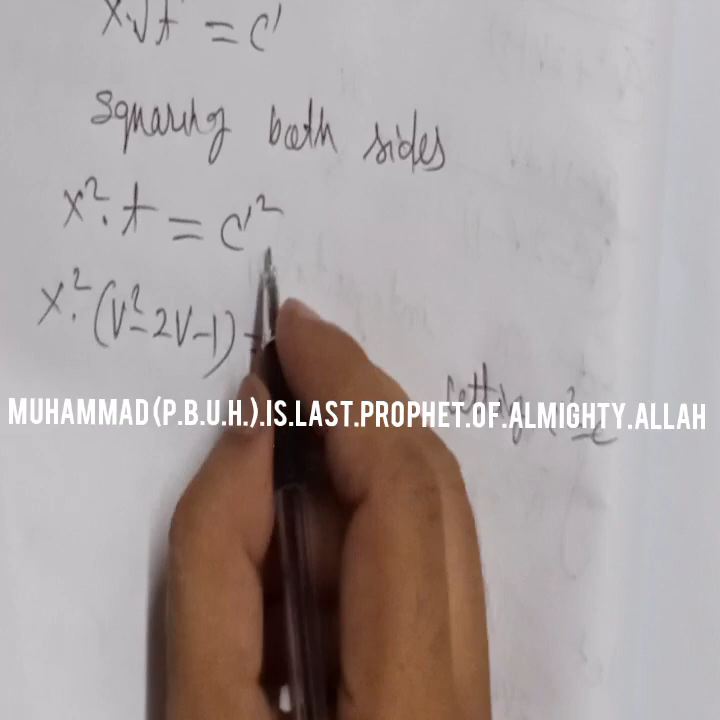 x.√t = c'
Squaring both sides
x².t = c'²
x².(v²-2v-1) =
MUHAMMAD(P.B.U.H.).IS.LAST.PROPHET.OF.ALMIGHTY.ALLAH